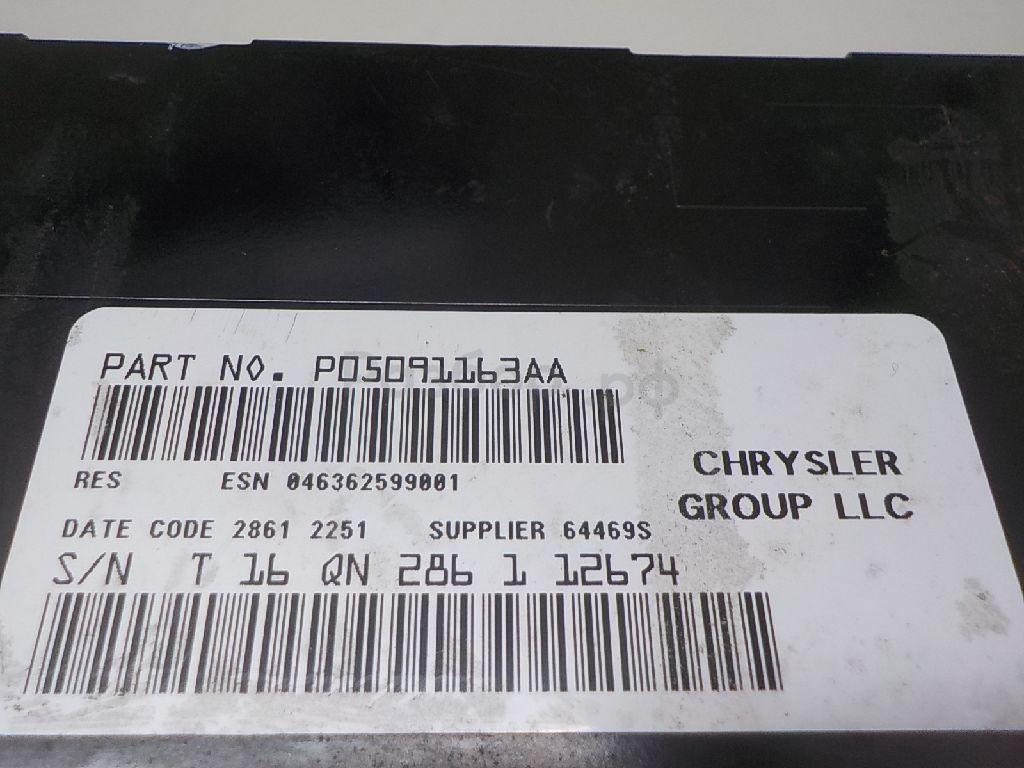 PART NO. P05091163AA
RES ESN 046362599001
CHRYSLER
GROUP LLC
DATE CODE 2861 2251 SUPPLIER 64469S
S/N T 16 QN 286 1 12674